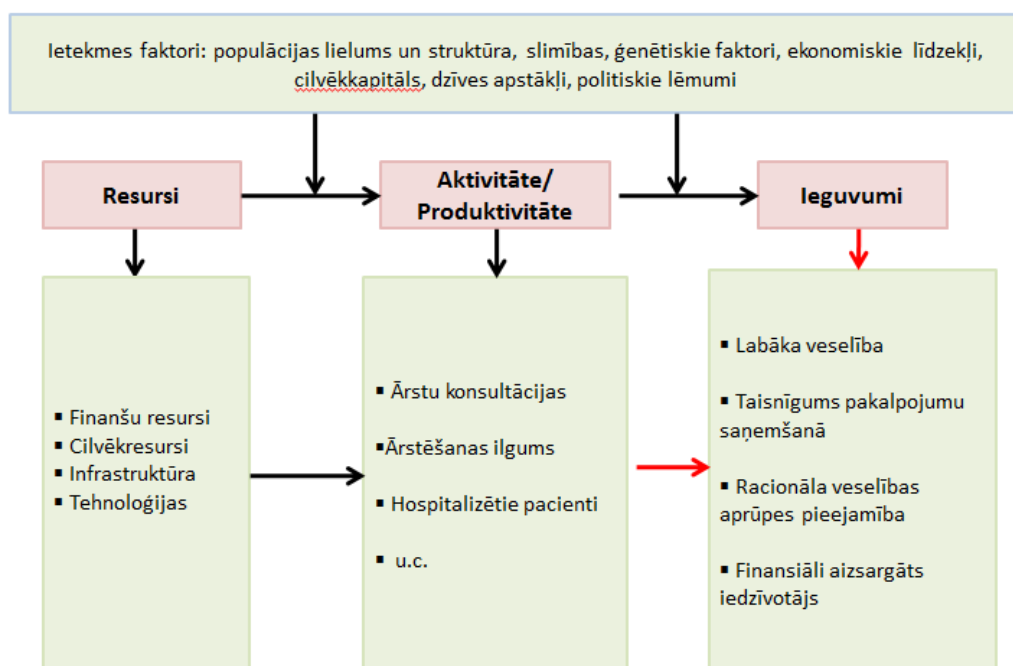 Ietekmes faktori: populācijas lielums un struktūra, slimības, ģenētiskie faktori, ekonomiskie līdzekļi,
cilvēkkapitāls, dzīves apstākļi, politiskie lēmumi
Resursi
Aktivitāte/
Produktivitāte
Ieguvumi
▪ Finanšu resursi
▪ Cilvēkresursi
▪ Infrastruktūra
▪ Tehnoloģijas
▪ Ārstu konsultācijas
▪Ārstēšanas ilgums
▪ Hospitalizētie pacienti
▪ u.c.
▪ Labāka veselība
▪ Taisnīgums pakalpojumu
saņemšanā
▪ Racionāla veselības
aprūpes pieejamība
▪ Finansiāli aizsargāts
iedzīvotājs